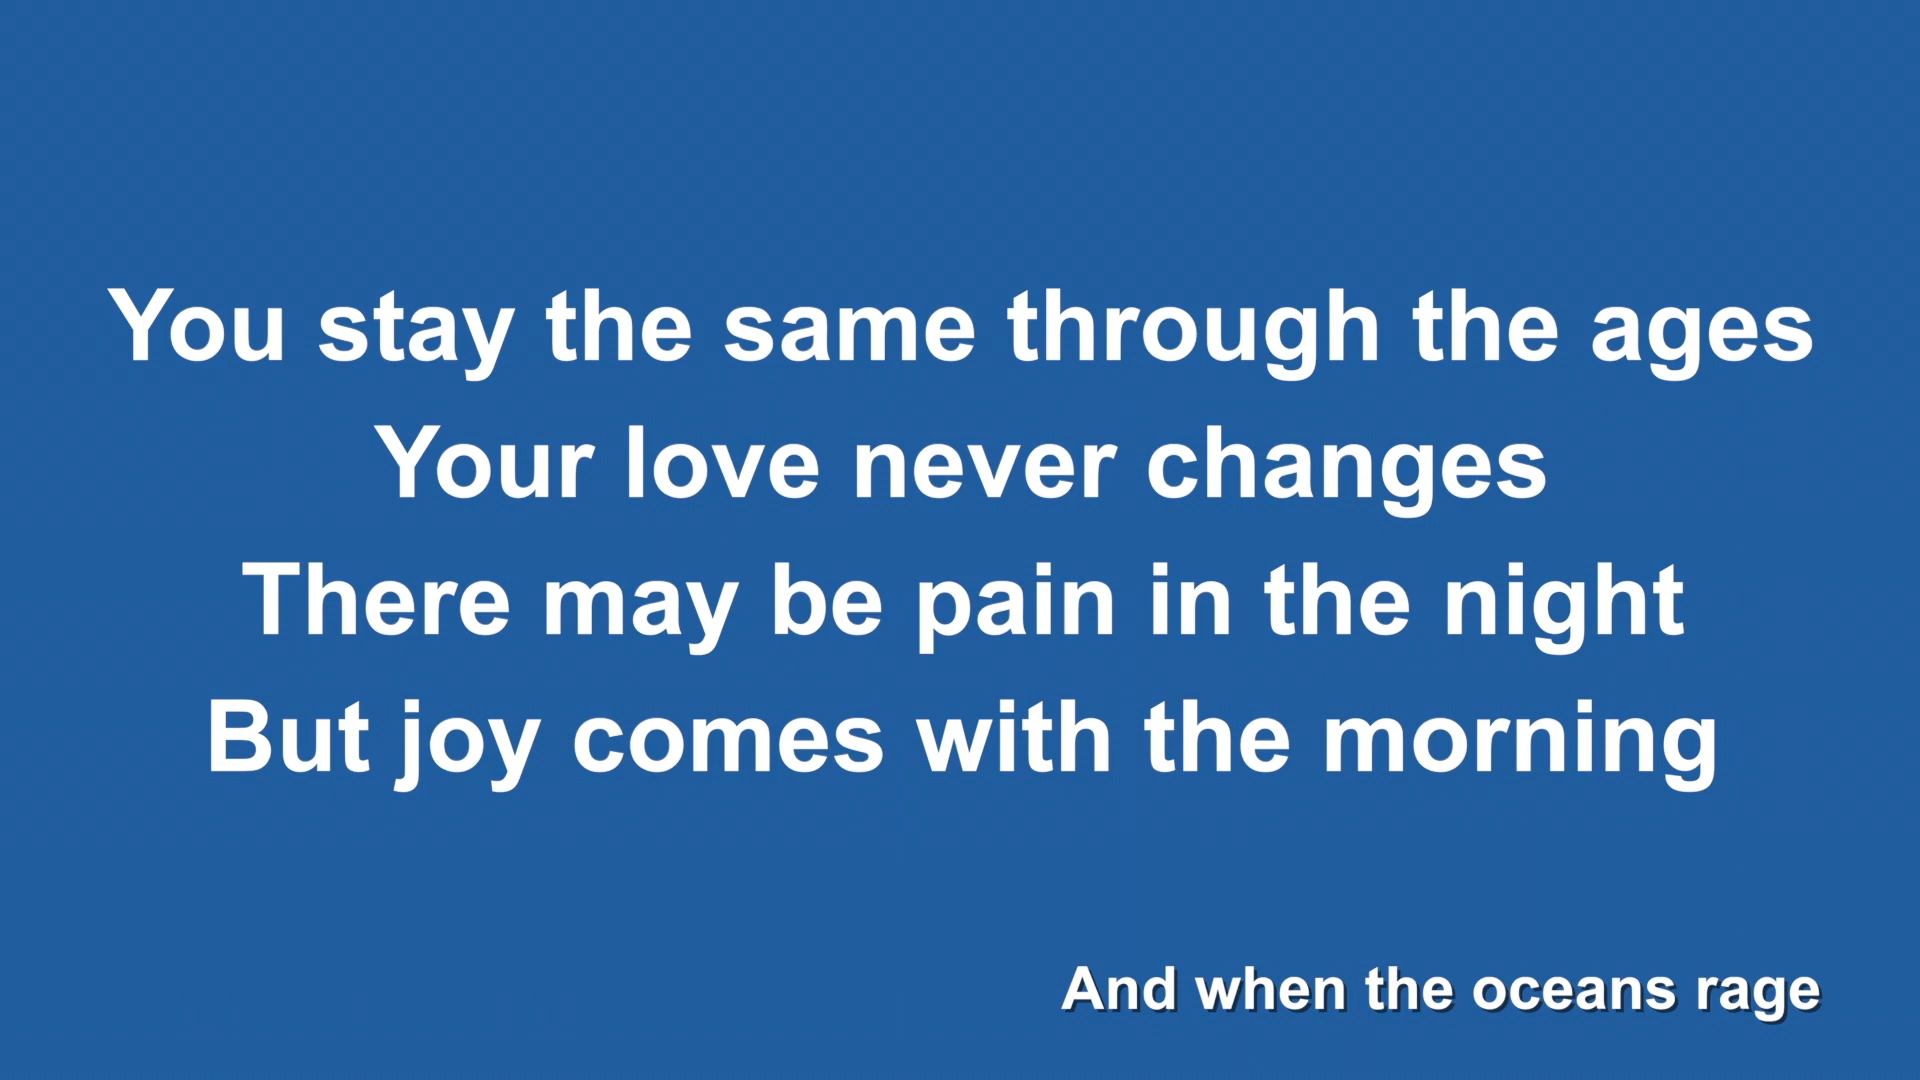 You stay the same through the ages
Your love never changes
There may be pain in the night
But joy comes with the morning
And when the oceans rage